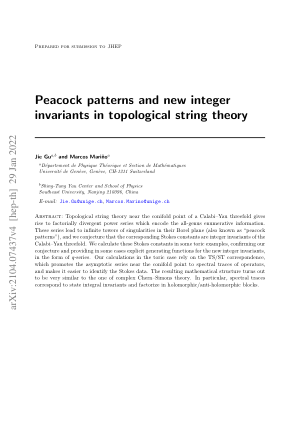 PREPARED FOR SUBMISSION TO JHEP
Peacock patterns and new integer
invariants in topological string theory
Jie Gu a,b and Marcos Mariño a
a Département de Physique Théorique et Section de Mathématiques
Université de Genève, Genève, CH-1211 Switzerland
b Shing-Tung Yau Center and School of Physics
Southeast University, Nanjing 210096, China
E-mail: Jie.Gu@unige.ch, Marcos.Marino@unige.ch
ABSTRACT: Topological string theory near the conifold point of a Calabi–Yau threefold gives
rise to factorially divergent power series which encode the all-genus enumerative information.
These series lead to infinite towers of singularities in their Borel plane (also known as "peacock
patterns"), and we conjecture that the corresponding Stokes constants are integer invariants of the
Calabi–Yau threefold. We calculate these Stokes constants in some toric examples, confirming our
conjecture and providing in some cases explicit generating functions for the new integer invariants,
in the form of q-series. Our calculations in the toric case rely on the TS/ST correspondence,
which promotes the asymptotic series near the conifold point to spectral traces of operators,
and makes it easier to identify the Stokes data. The resulting mathematical structure turns out
to be very similar to the one of complex Chern–Simons theory. In particular, spectral traces
correspond to state integral invariants and factorize in holomorphic/anti-holomorphic blocks.
arXiv:2104.07437v4 [hep-th] 29 Jan 2022